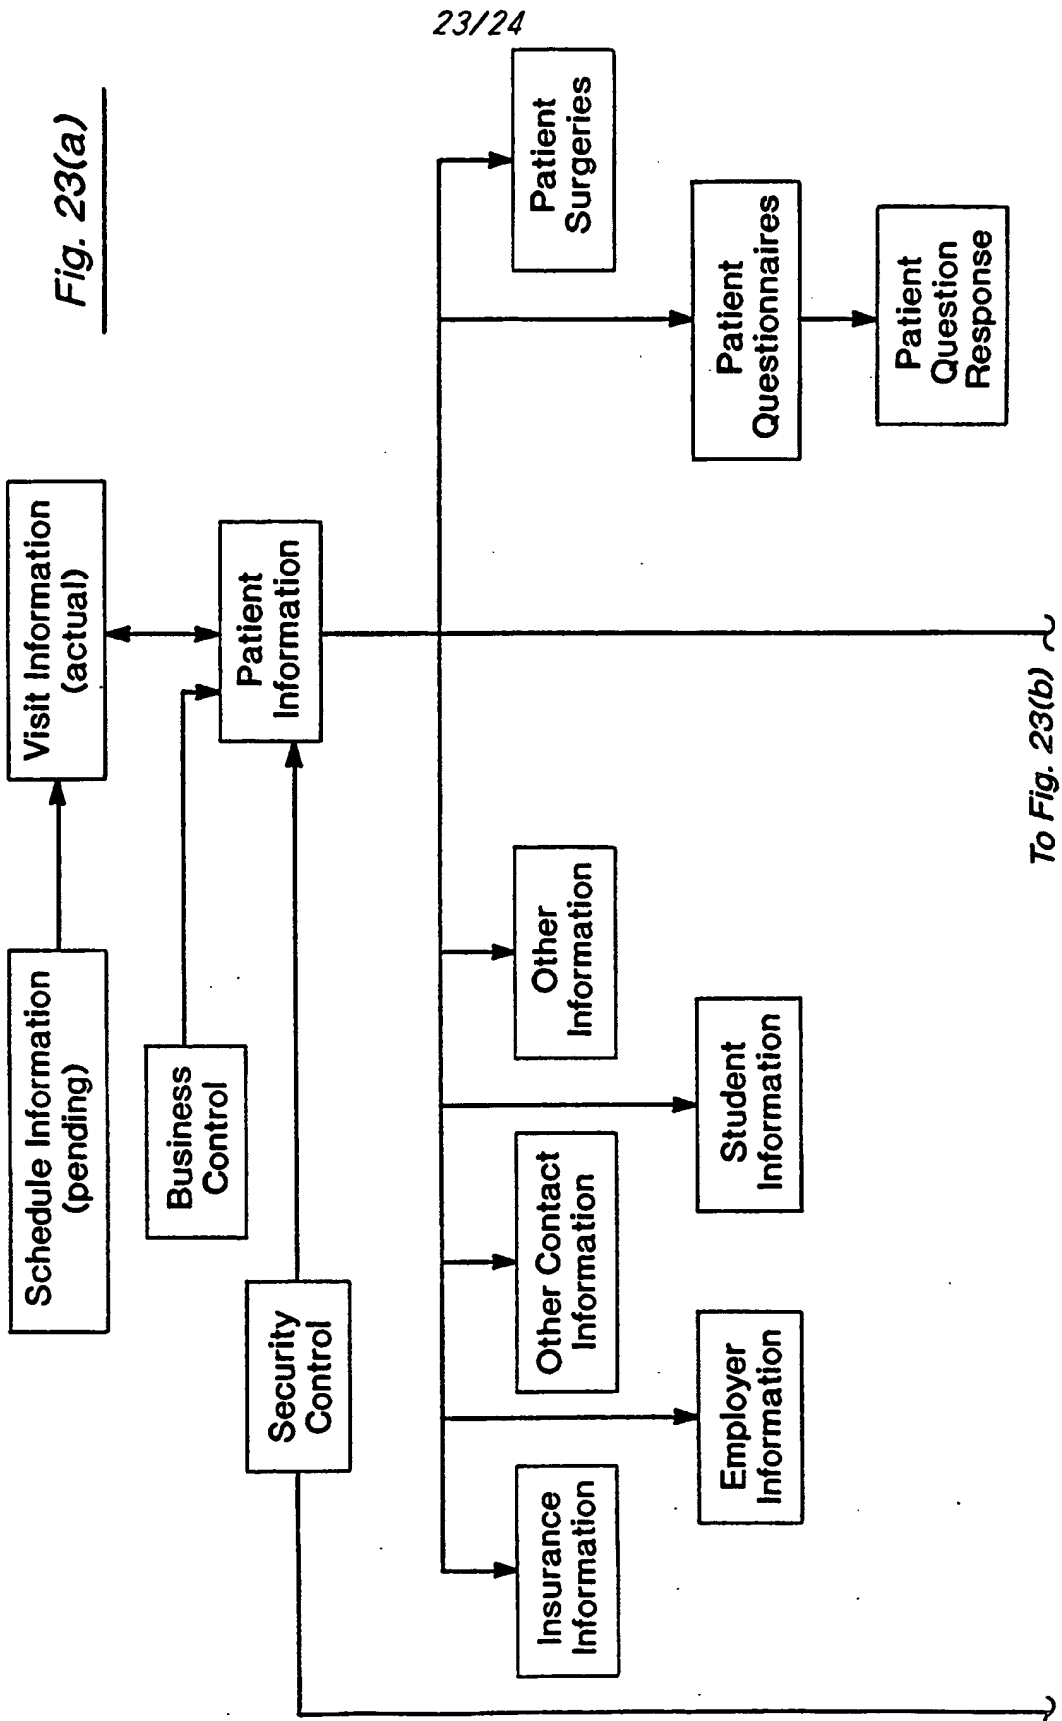 23/24
Fig. 23(a)
Schedule Information
(pending)
Visit Information
(actual)
Business
Control
Security
Control
Patient
Information
Insurance
Information
Employer
Information
Other Contact
Information
Student
Information
Other
Information
Patient
Surgeries
Patient
Questionnaires
Patient
Question
Response
To Fig. 23(b)